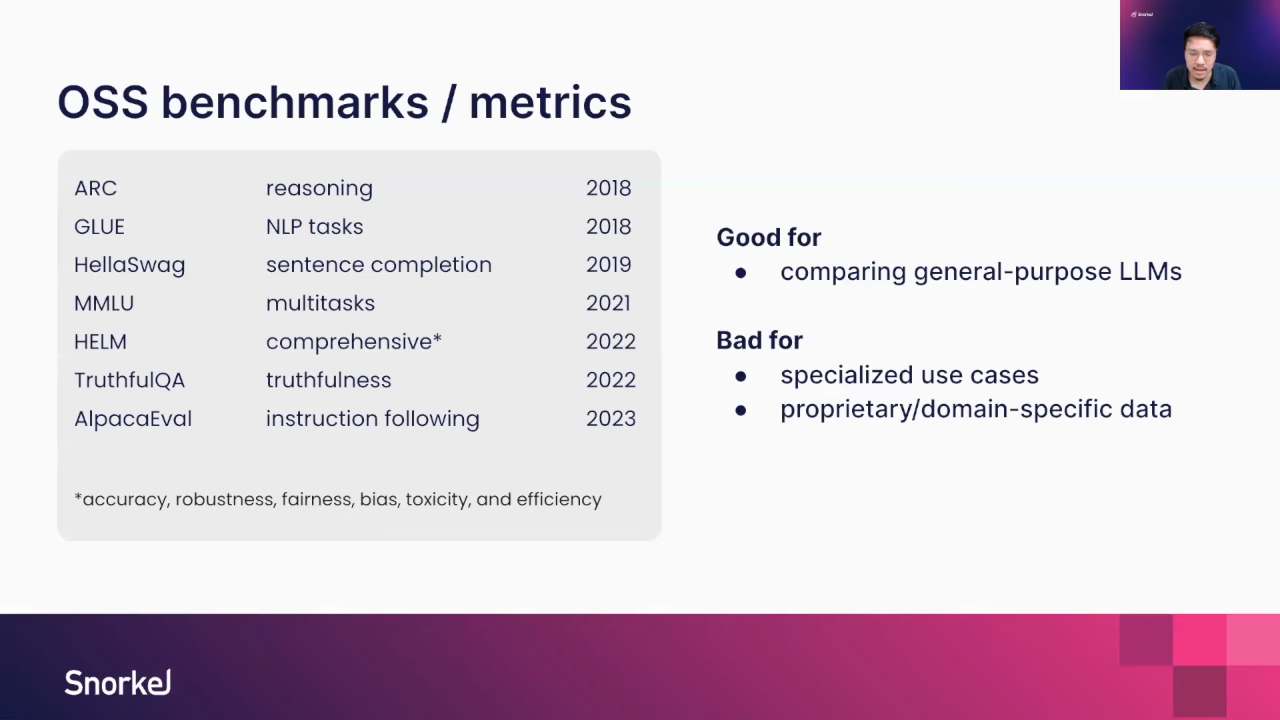 Snorkel
OSS benchmarks / metrics
ARC reasoning 2018
GLUE NLP tasks 2018
HellaSwag sentence completion 2019
MMLU multitasks 2021
HELM comprehensive* 2022
TruthfulQA truthfulness 2022
AlpacaEval instruction following 2023
*accuracy, robustness, fairness, bias, toxicity, and efficiency
Good for
● comparing general-purpose LLMs
Bad for
● specialized use cases
● proprietary/domain-specific data
Snorkel